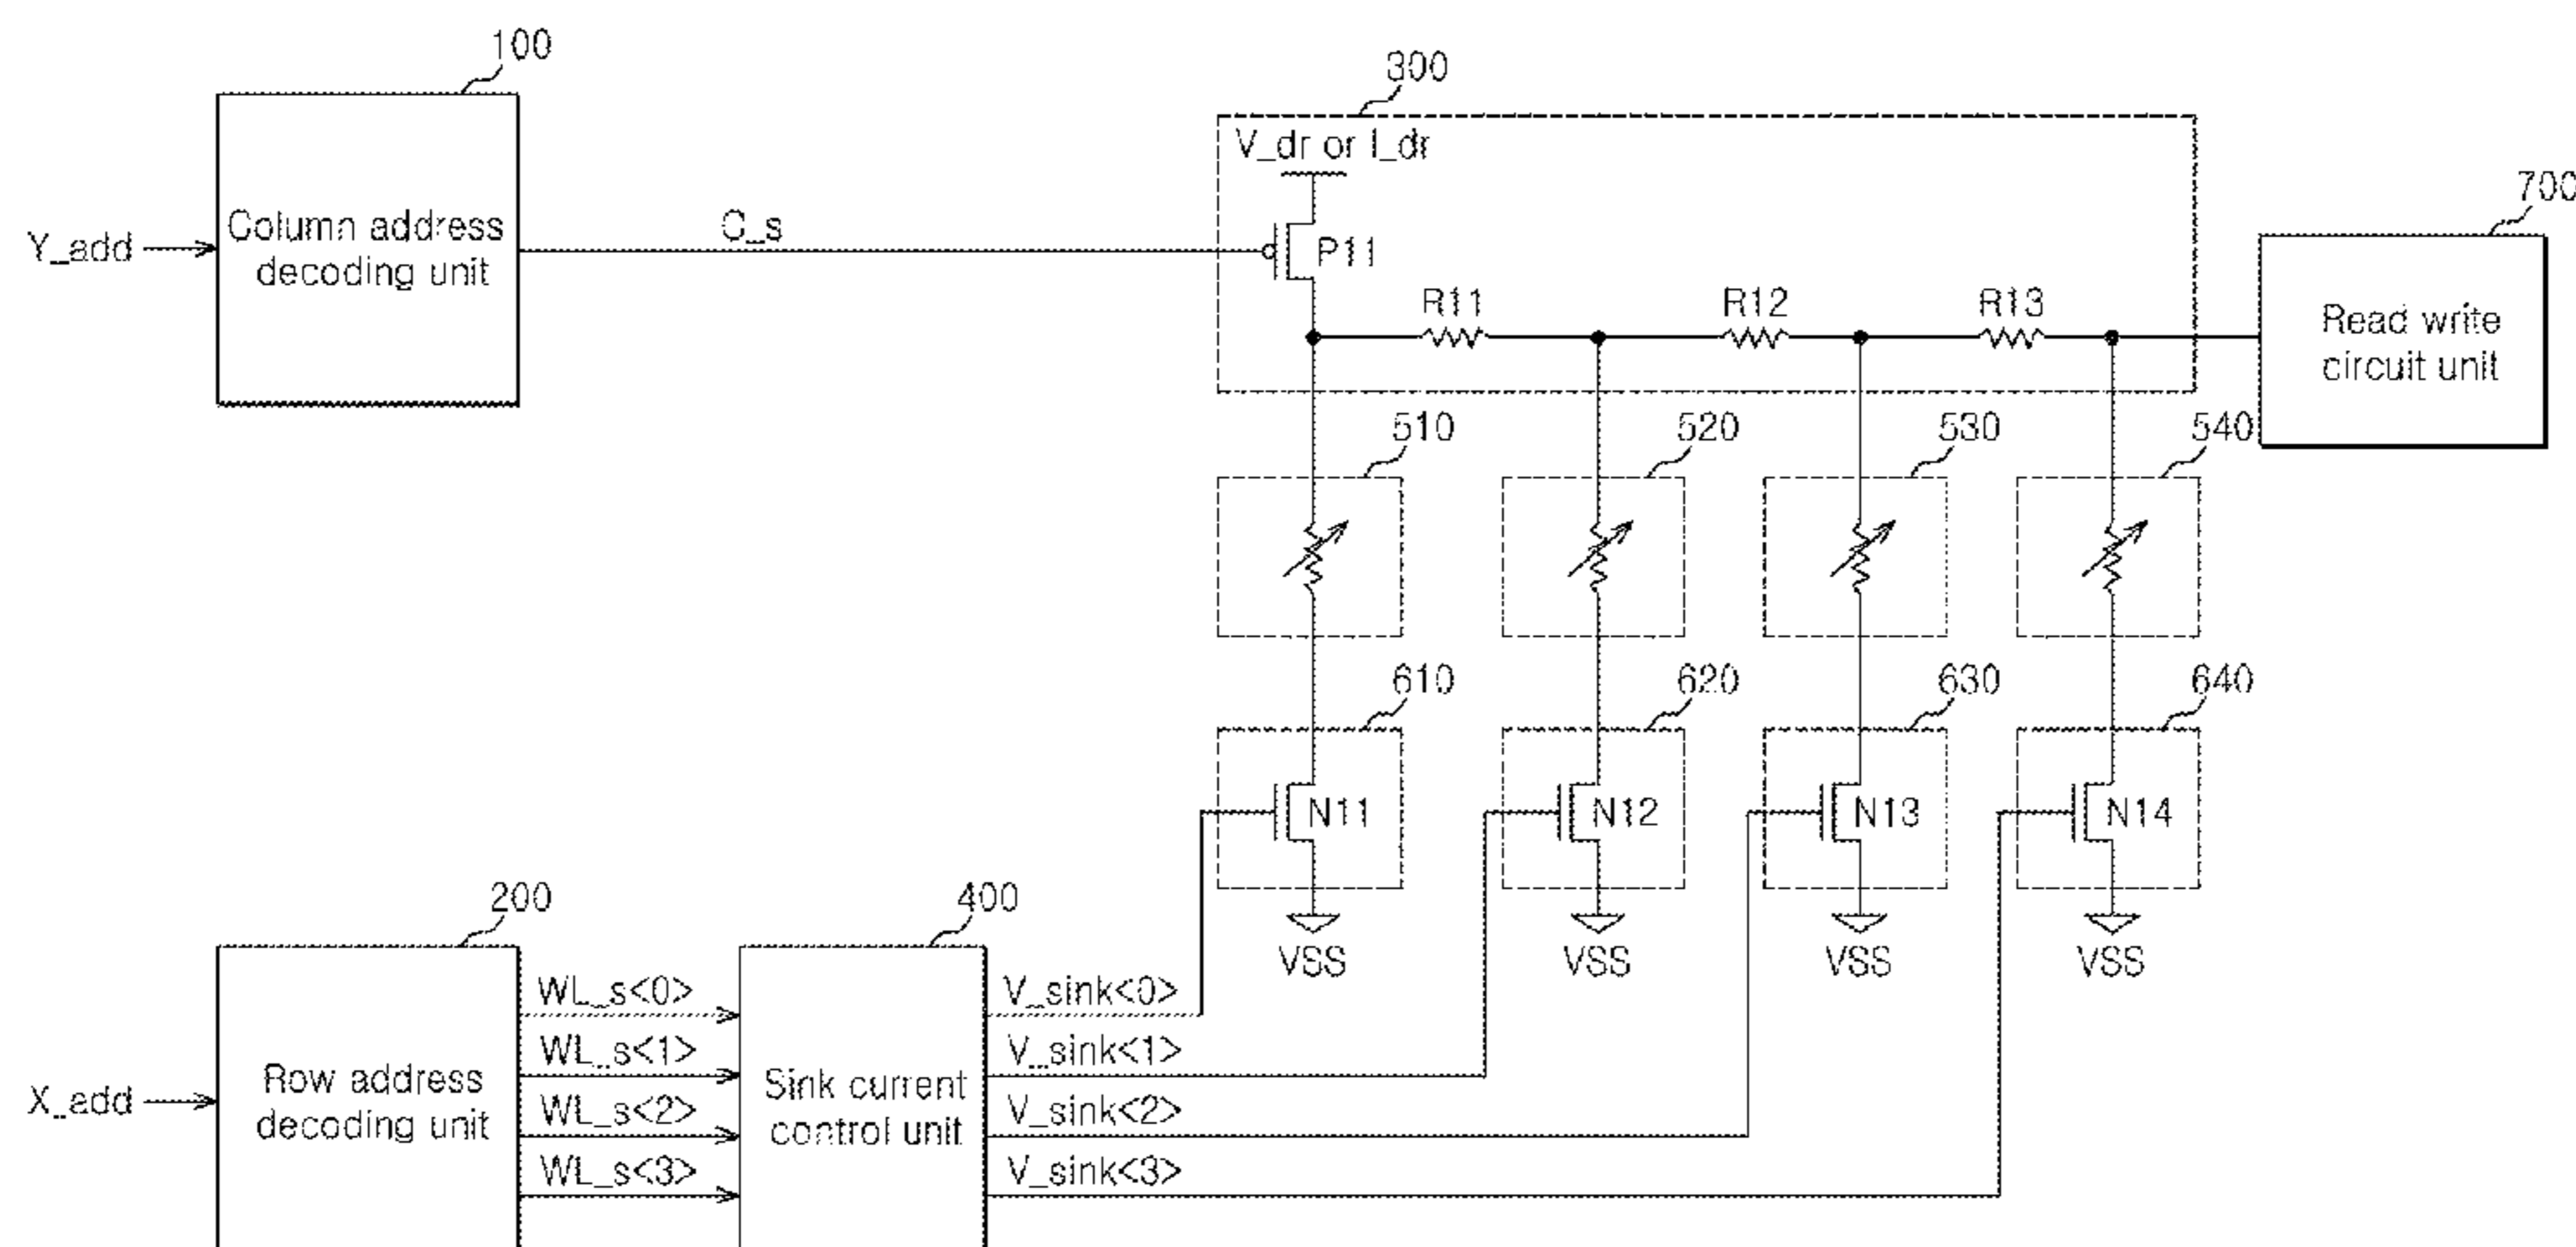 100
300
V_dr or I_dr
700
Column address
decoding unit
Y_add
C_s
P11
R11
R12
R13
Read write
circuit unit
510
520
530
540
610
620
630
640
N11
N12
N13
N14
VSS
VSS
VSS
VSS
200
400
WL_s<0>
V_sink<0>
WL_s<1>
V_sink<1>
X_add
Row address
decoding unit
Sink current
control unit
WL_s<2>
V_sink<2>
WL_s<3>
V_sink<3>